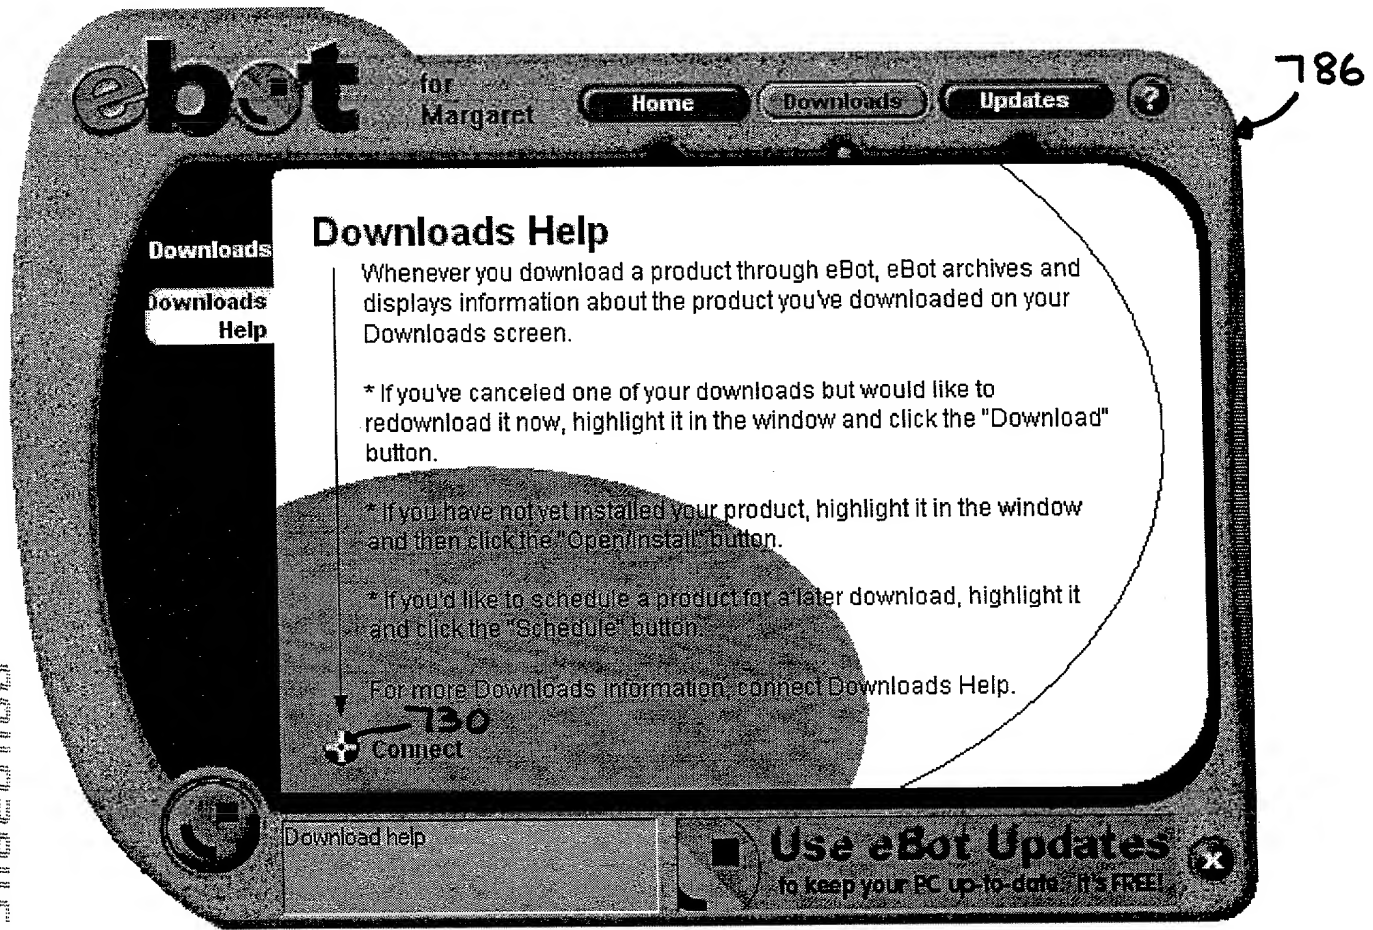 ebot
for
Margaret
Home
Downloads
Updates
?
786
Downloads
Downloads
Help
Downloads Help
Whenever you download a product through eBot, eBot archives and
displays information about the product you've downloaded on your
Downloads screen.
* If you've canceled one of your downloads but would like to
redownload it now, highlight it in the window and click the "Download"
button.
* If you have not yet installed your product, highlight it in the window
and then click the "Open/Install" button.
* If you'd like to schedule a product for a later download, highlight it
and click the "Schedule" button.
For more Downloads information, connect Downloads Help.
730
Connect
Download help
Use eBot Updates
to keep your PC up-to-date. It's FREE!
X